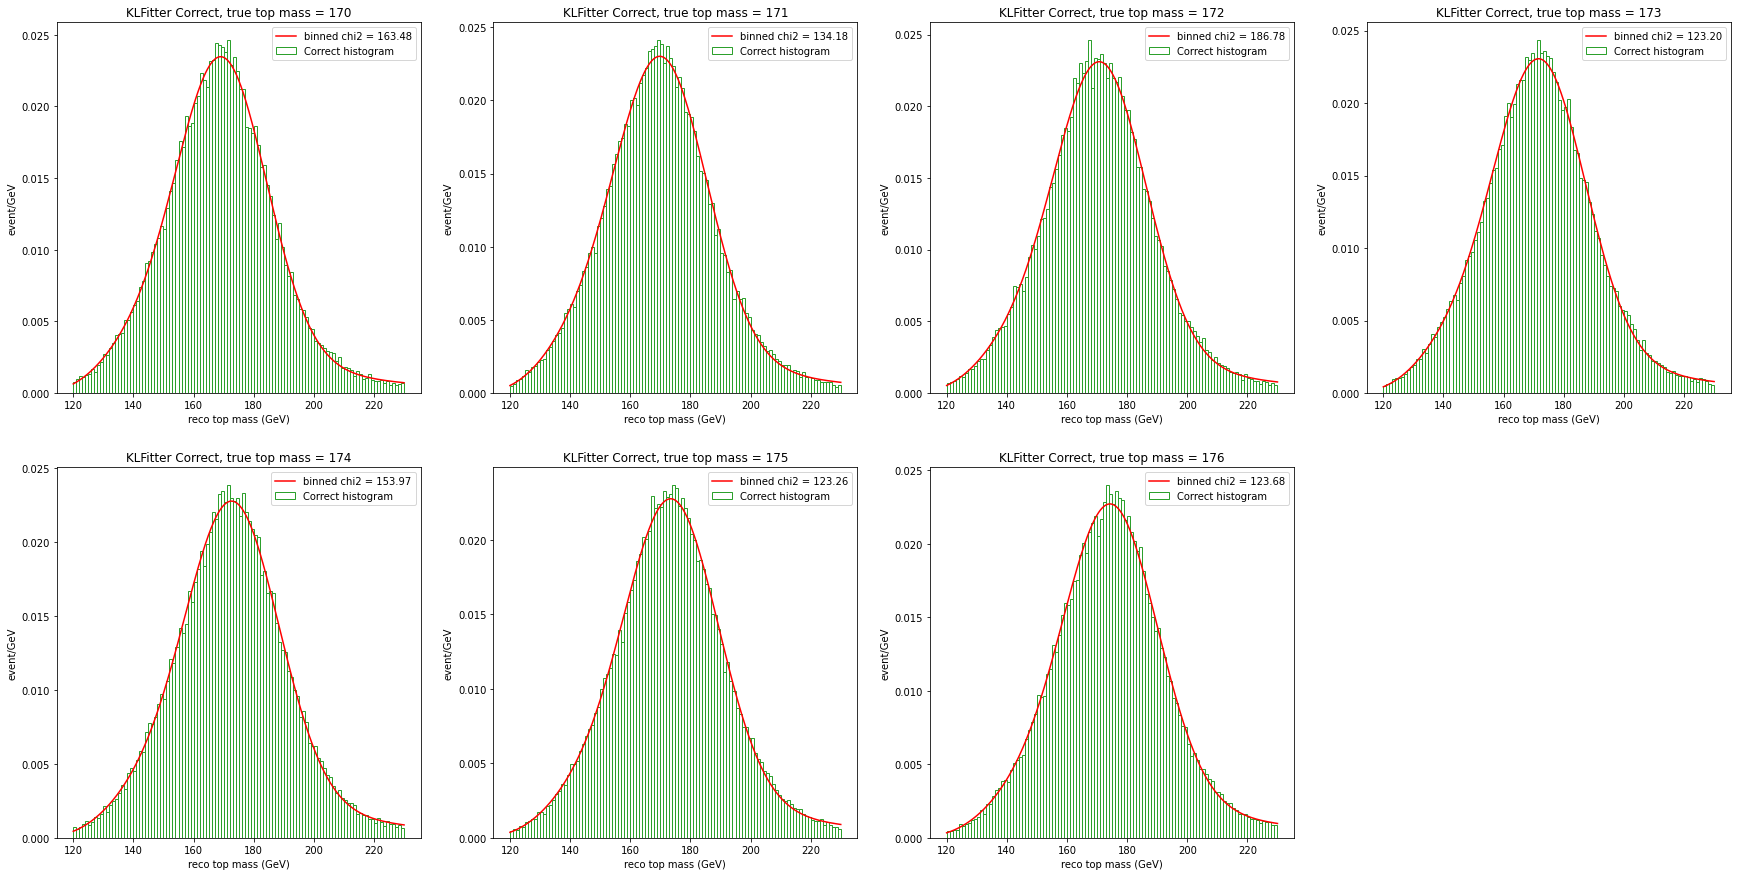 KLFitter Correct, true top mass = 170
binned chi2 = 163.48
Correct histogram
event/GeV
0.025
0.020
0.015
0.010
0.005
0.000
120 140 160 180 200 220
reco top mass (GeV)
KLFitter Correct, true top mass = 171
binned chi2 = 134.18
Correct histogram
event/GeV
0.025
0.020
0.015
0.010
0.005
0.000
120 140 160 180 200 220
reco top mass (GeV)
KLFitter Correct, true top mass = 172
binned chi2 = 186.78
Correct histogram
event/GeV
0.025
0.020
0.015
0.010
0.005
0.000
120 140 160 180 200 220
reco top mass (GeV)
KLFitter Correct, true top mass = 173
binned chi2 = 123.20
Correct histogram
event/GeV
0.025
0.020
0.015
0.010
0.005
0.000
120 140 160 180 200 220
reco top mass (GeV)
KLFitter Correct, true top mass = 174
binned chi2 = 153.97
Correct histogram
event/GeV
0.025
0.020
0.015
0.010
0.005
0.000
120 140 160 180 200 220
reco top mass (GeV)
KLFitter Correct, true top mass = 175
binned chi2 = 123.26
Correct histogram
event/GeV
0.020
0.015
0.010
0.005
0.000
120 140 160 180 200 220
reco top mass (GeV)
KLFitter Correct, true top mass = 176
binned chi2 = 123.68
Correct histogram
event/GeV
0.025
0.020
0.015
0.010
0.005
0.000
120 140 160 180 200 220
reco top mass (GeV)